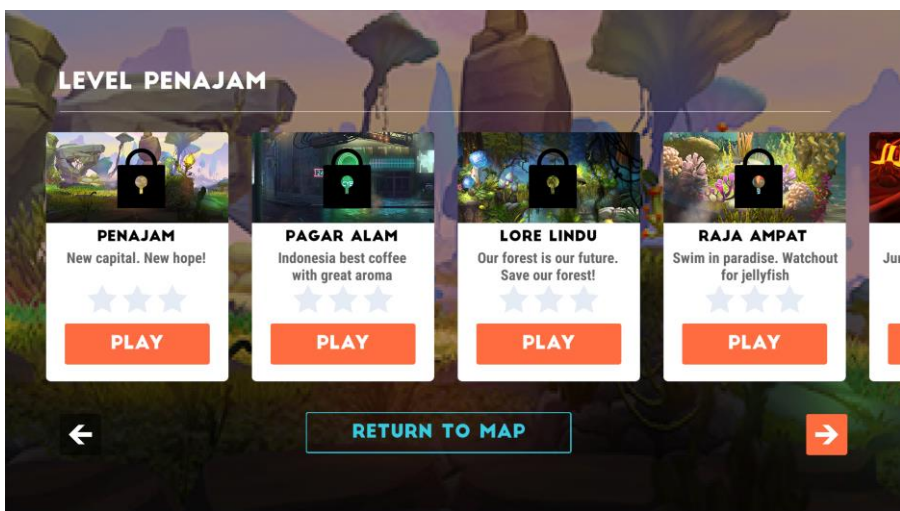 LEVEL PENAJAM
PENAJAM
New capital. New hope!
PLAY
PAGAR ALAM
Indonesia best coffee
with great aroma
PLAY
LORE LINDU
Our forest is our future.
Save our forest!
PLAY
RAJA AMPAT
Swim in paradise. Watchout
for jellyfish
PLAY
RETURN TO MAP